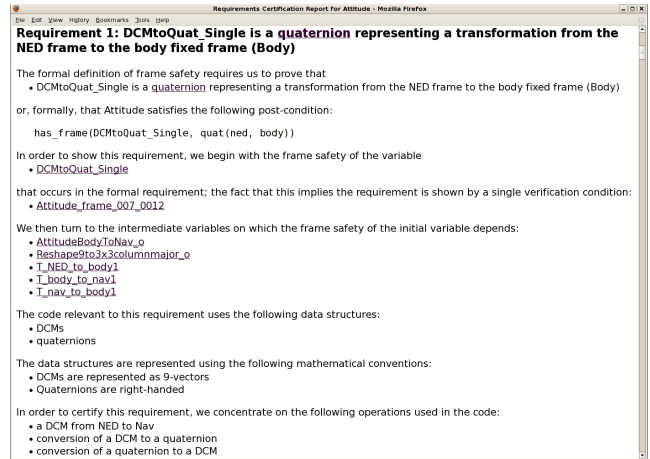 Requirements Certification Report for Attitude - Mozilla Firefox
File Edit View History Bookmarks Tools Help
Requirement 1: DCMtoQuat_Single is a quaternion representing a transformation from the
NED frame to the body fixed frame (Body)
The formal definition of frame safety requires us to prove that
• DCMtoQuat_Single is a quaternion representing a transformation from the NED frame to the body fixed frame (Body)
or, formally, that Attitude satisfies the following post-condition:
has_frame(DCMtoQuat_Single, quat(ned, body))
In order to show this requirement, we begin with the frame safety of the variable
• DCMtoQuat_Single
that occurs in the formal requirement; the fact that this implies the requirement is shown by a single verification condition:
• Attitude_frame_007_0012
We then turn to the intermediate variables on which the frame safety of the initial variable depends:
• AttitudeBodyToNav_o
• Reshape9to3x3columnmajor_o
• T_NED_to_body1
• T_body_to_nav1
• T_nav_to_body1
The code relevant to this requirement uses the following data structures:
• DCMs
• quaternions
The data structures are represented using the following mathematical conventions:
• DCMs are represented as 9-vectors
• Quaternions are right-handed
In order to certify this requirement, we concentrate on the following operations used in the code:
• a DCM from NED to Nav
• conversion of a DCM to a quaternion
• conversion of a quaternion to a DCM